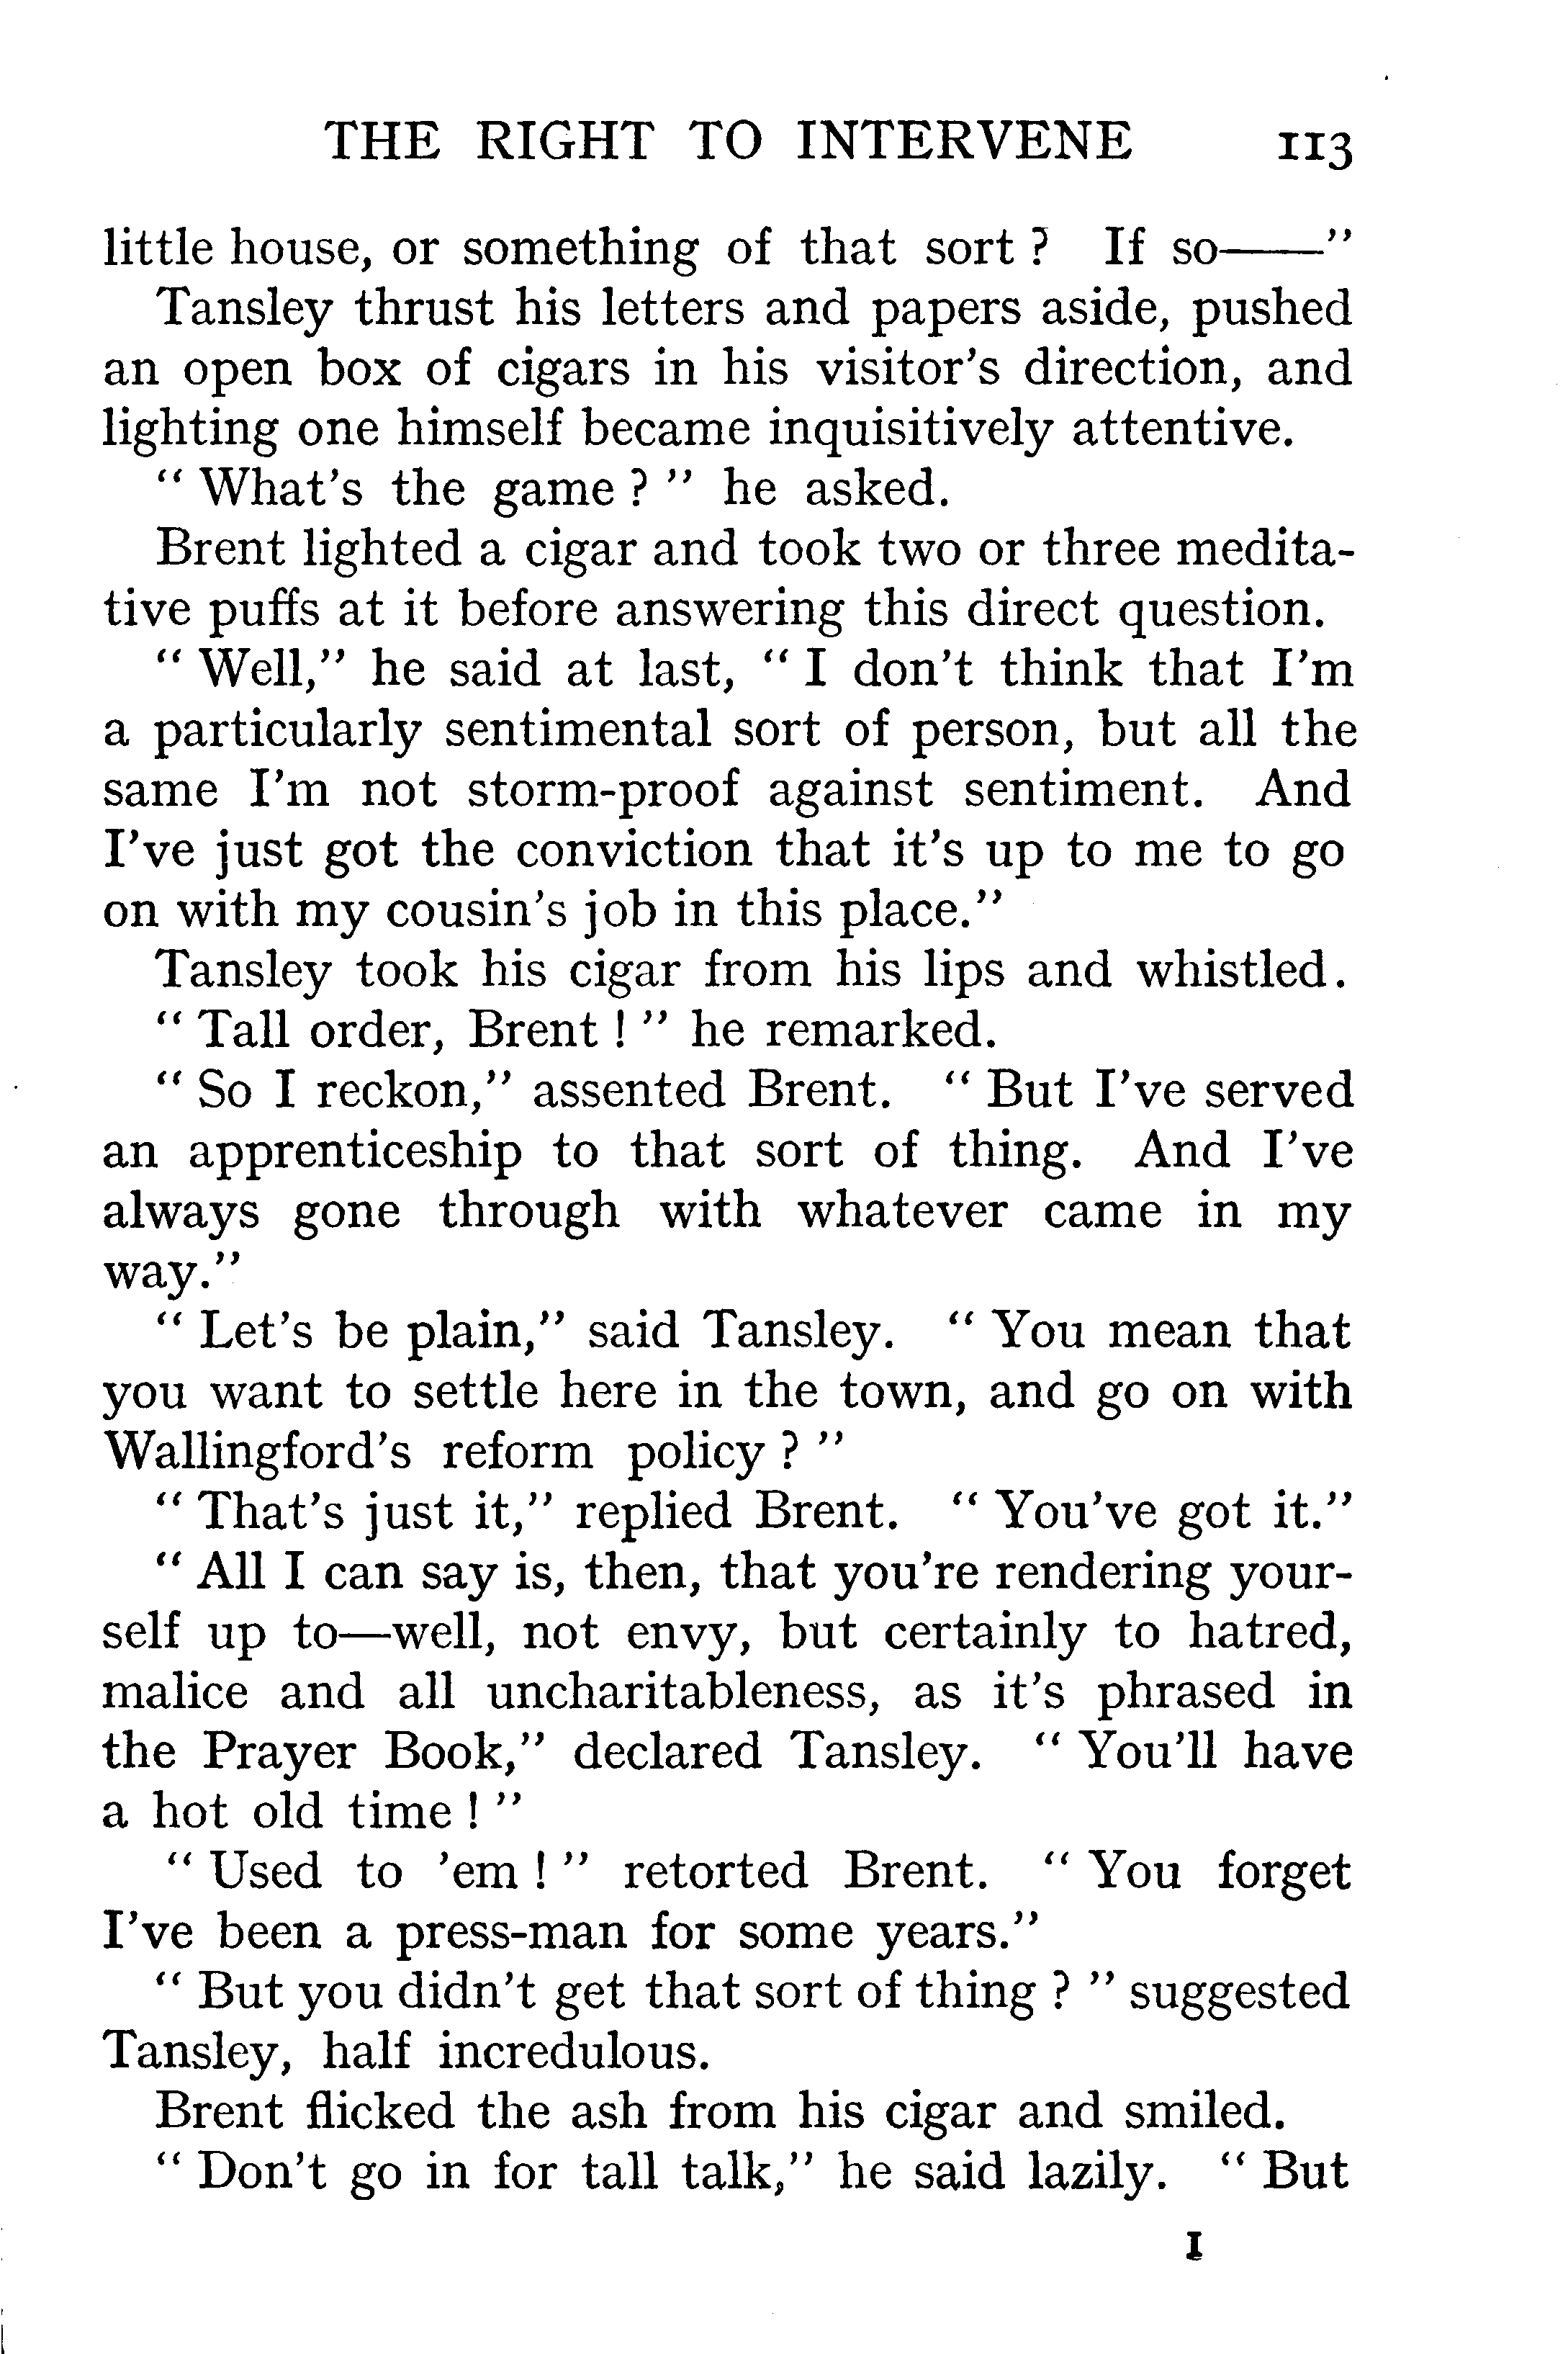 THE RIGHT TO INTERVENE 113
little house, or something of that sort ? If so——"
Tansley thrust his letters and papers aside, pushed
an open box of cigars in his visitor's direction, and
lighting one himself became inquisitively attentive.
" What's the game ? " he asked.
Brent lighted a cigar and took two or three medita-
tive puffs at it before answering this direct question.
" Well," he said at last, " I don't think that I'm
a particularly sentimental sort of person, but all the
same I'm not storm-proof against sentiment. And
I've just got the conviction that it's up to me to go
on with my cousin's job in this place."
Tansley took his cigar from his lips and whistled.
" Tall order, Brent ! " he remarked.
" So I reckon," assented Brent. " But I've served
an apprenticeship to that sort of thing. And I've
always gone through with whatever came in my
way."
" Let's be plain," said Tansley. " You mean that
you want to settle here in the town, and go on with
Wallingford's reform policy ? "
" That's just it," replied Brent. " You've got it."
" All I can say is, then, that you're rendering your-
self up to—well, not envy, but certainly to hatred,
malice and all uncharitableness, as it's phrased in
the Prayer Book," declared Tansley. " You'll have
a hot old time ! "
" Used to 'em ! " retorted Brent. " You forget
I've been a press-man for some years."
" But you didn't get that sort of thing ? " suggested
Tansley, half incredulous.
Brent flicked the ash from his cigar and smiled.
" Don't go in for tall talk," he said lazily. " But
I